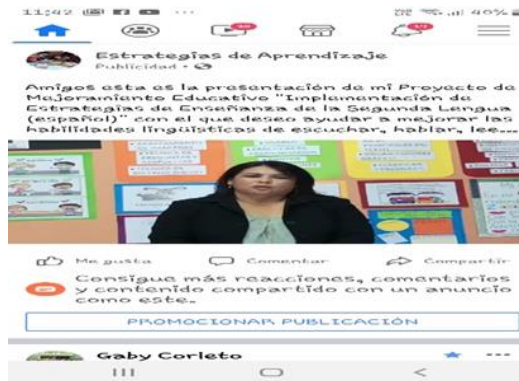 11:42
40%
Estrategias de Aprendizaje
Publicidad
Amigos esta es la presentación de mi Proyecto de
Mejoramiento Educativo "Implementación de
Estrategias de Enseñanza de la Segunda Lengua
(español)" con el que deseo ayudar a mejorar las
habilidades lingüísticas de escuchar, hablar, lee...
Me gusta
Comentar
Compartir
Consigue más reacciones, comentarios
y contenido compartido con un anuncio
como este.
PROMOCIONAR PUBLICACIÓN
Gaby Corleto